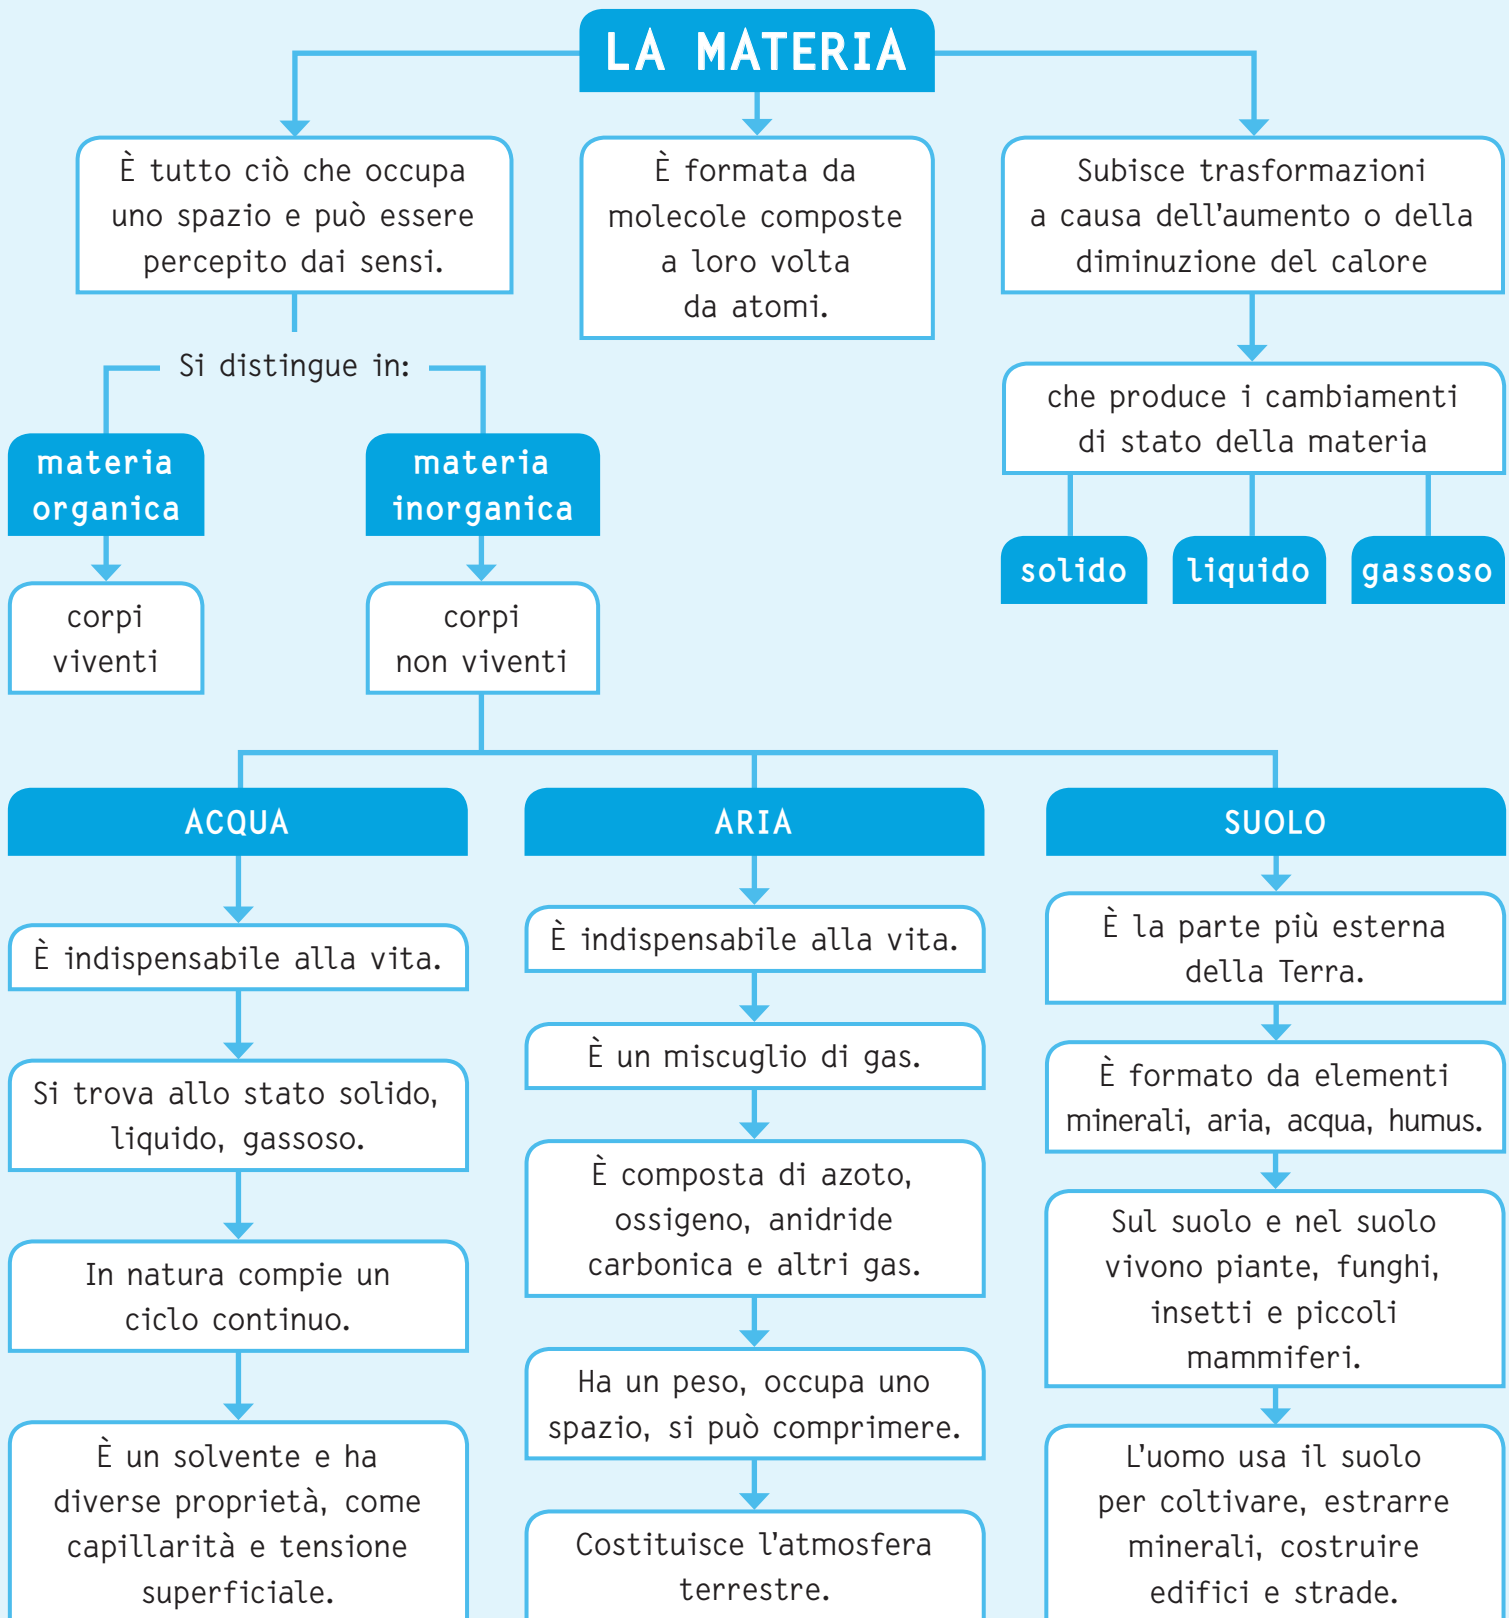 LA MATERIA
È tutto ciò che occupa
uno spazio e può essere
percepito dai sensi.
È formata da
molecole composte
a loro volta
da atomi.
Subisce trasformazioni
a causa dell'aumento o della
diminuzione del calore
Si distingue in:
che produce i cambiamenti
di stato della materia
materia
organica
materia
inorganica
solido
liquido
gassoso
corpi
viventi
corpi
non viventi
ACQUA
È indispensabile alla vita.
Si trova allo stato solido,
liquido, gassoso.
In natura compie un
ciclo continuo.
È un solvente e ha
diverse proprietà, come
capillarità e tensione
superficiale.
ARIA
È indispensabile alla vita.
È un miscuglio di gas.
È composta di azoto,
ossigeno, anidride
carbonica e altri gas.
Ha un peso, occupa uno
spazio, si può comprimere.
Costituisce l'atmosfera
terrestre.
SUOLO
È la parte più esterna
della Terra.
È formato da elementi
minerali, aria, acqua, humus.
Sul suolo e nel suolo
vivono piante, funghi,
insetti e piccoli
mammiferi.
L'uomo usa il suolo
per coltivare, estrarre
minerali, costruire
edifici e strade.